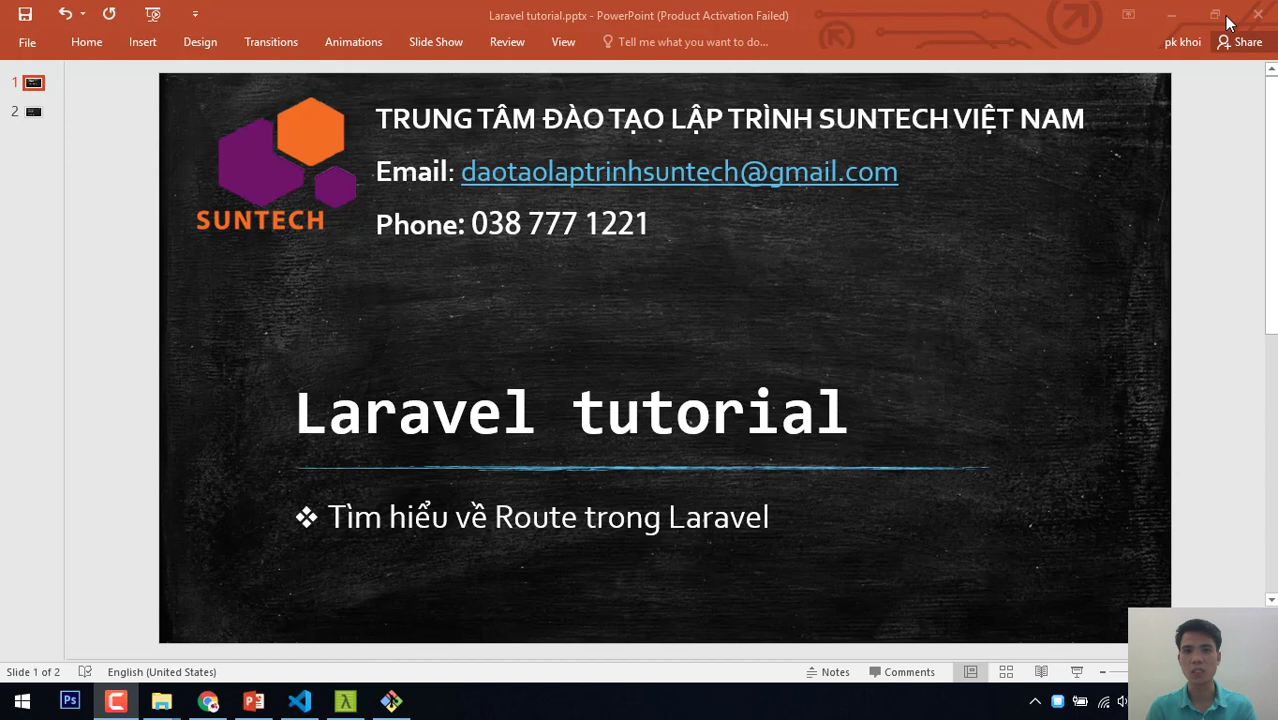 Laravel tutorial.pptx - PowerPoint (Product Activation Failed)
File
Home
Insert
Design
Transitions
Animations
Slide Show
Review
View
Tell me what you want to do...
pk khoi
Share
1
2
SUNTECH
TRUNG TÂM ĐÀO TẠO LẬP TRÌNH SUNTECH VIỆT NAM
Email: daotaolaptrinhsuntech@gmail.com
Phone: 038 777 1221
Laravel tutorial
❖ Tìm hiểu về Route trong Laravel
Slide 1 of 2
English (United States)
Notes
Comments
Ps